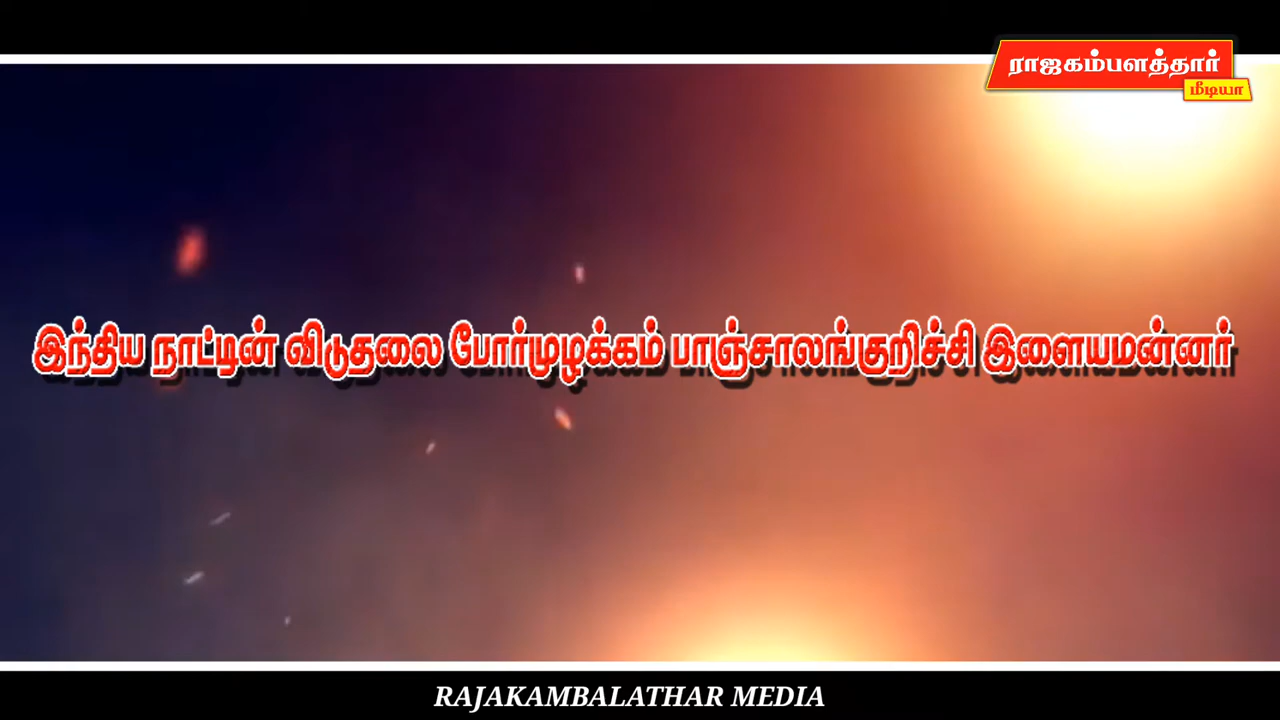 ராஜகம்பளத்தார்
மீடியா
இந்திய நாட்டின் விடுதலை போர்முழக்கம் பாஞ்சாலங்குறிச்சி இளையமன்னர்
RAJAKAMBALATHAR MEDIA